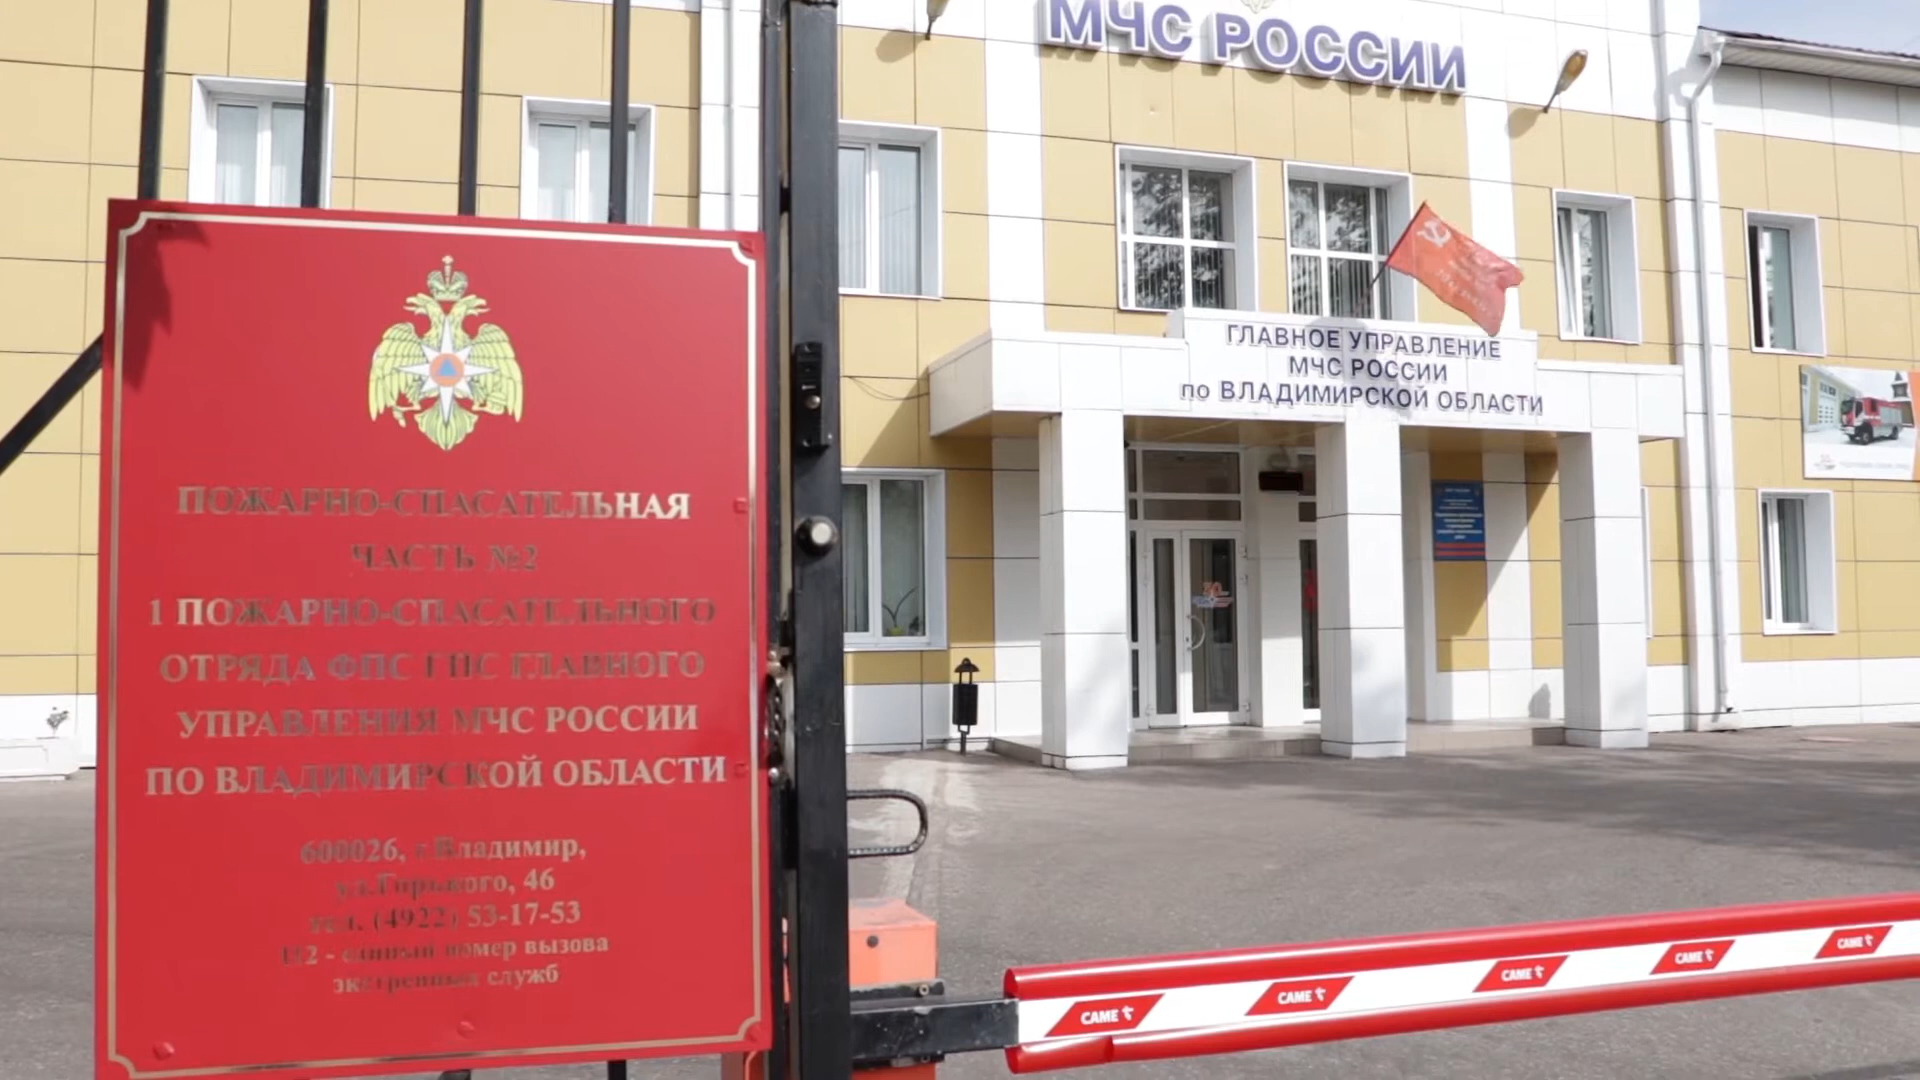 МЧС РОССИИ
ГЛАВНОЕ УПРАВЛЕНИЕ
МЧС РОССИИ
по ВЛАДИМИРСКОЙ ОБЛАСТИ
ПОЖАРНО-СПАСАТЕЛЬНАЯ
ЧАСТЬ №2
1 ПОЖАРНО-СПАСАТЕЛЬНОГО
ОТРЯДА ФПС ГПС ГЛАВНОГО
УПРАВЛЕНИЯ МЧС РОССИИ
ПО ВЛАДИМИРСКОЙ ОБЛАСТИ
600026, г.Владимир,
ул.Горького, 46
тел. (4922) 53-17-53
112 - единый номер вызова
экстренных служб
CAME
CAME
CAME
CAME
CAME